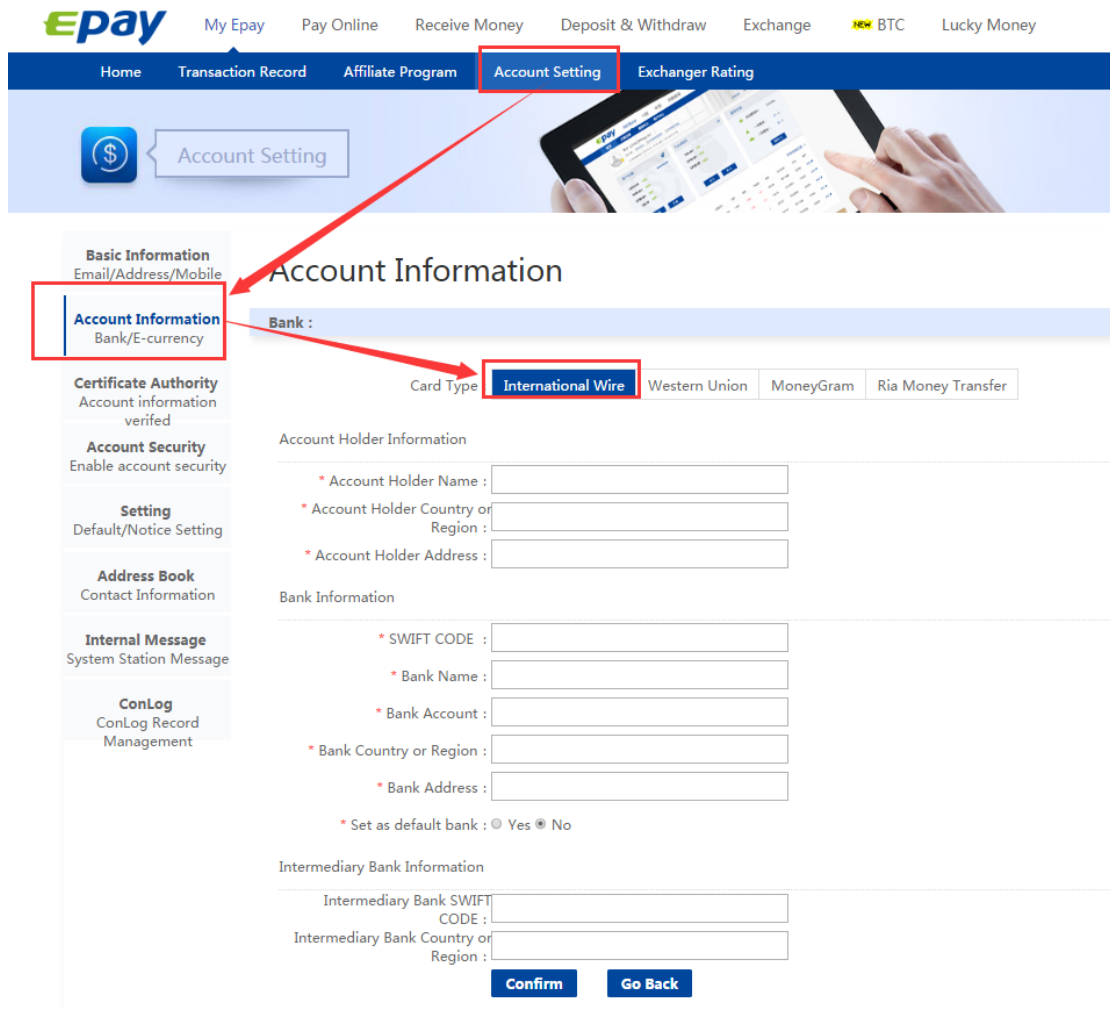 Epay
My Epay Pay Online Receive Money Deposit & Withdraw Exchange NEW BTC Lucky Money
Home Transaction Record Affiliate Program Account Setting Exchanger Rating
Account Setting
epay
Basic Information
Email/Address/Mobile
Account Information
Bank/E-currency
Certificate Authority
Account information
verifed
Account Security
Enable account security
Setting
Default/Notice Setting
Address Book
Contact Information
Internal Message
System Station Message
ConLog
ConLog Record
Management
Account Information
Bank :
Card Type International Wire Western Union MoneyGram Ria Money Transfer
Account Holder Information
* Account Holder Name :
* Account Holder Country or
Region :
* Account Holder Address :
Bank Information
* SWIFT CODE :
* Bank Name :
* Bank Account :
* Bank Country or Region :
* Bank Address :
* Set as default bank : Yes No
Intermediary Bank Information
Intermediary Bank SWIFT
CODE :
Intermediary Bank Country or
Region :
Confirm Go Back